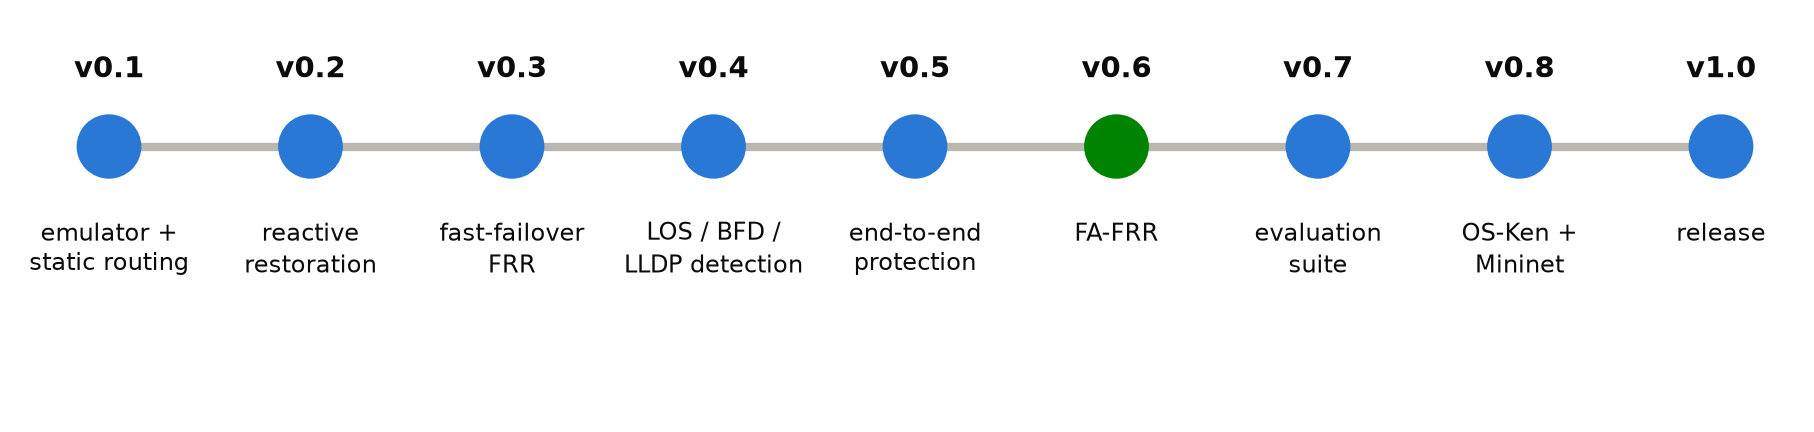 v0.1
v0.2
v0.3
v0.4
v0.5
v0.6
v0.7
v0.8
v1.0
emulator +
static routing
reactive
restoration
fast-failover
FRR
LOS / BFD /
LLDP detection
end-to-end
protection
FA-FRR
evaluation
suite
OS-Ken +
Mininet
release